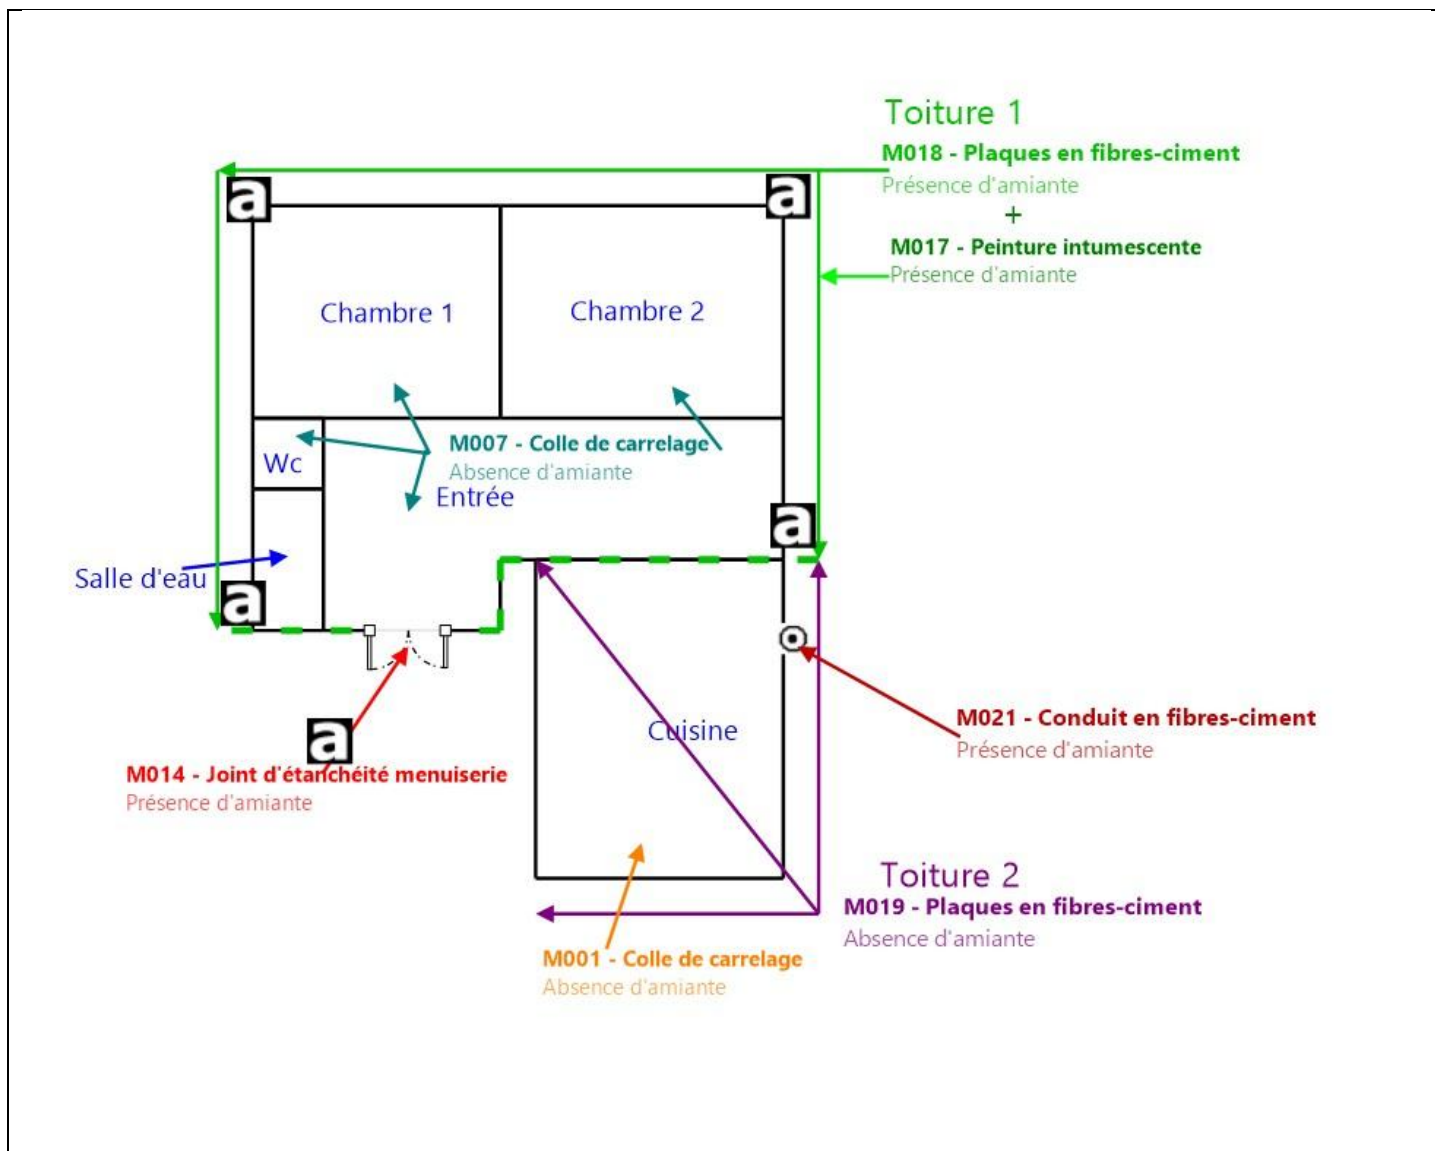 Toiture 1
M018 - Plaques en fibres-ciment
Présence d'amiante
+
M017 - Peinture intumescente
Présence d'amiante
a
a
Chambre 1
Chambre 2
M007 - Colle de carrelage
Absence d'amiante
Wc
Entrée
a
Salle d'eau
a
a
M014 - Joint d'étanchéité menuiserie
Présence d'amiante
Cuisine
M021 - Conduit en fibres-ciment
Présence d'amiante
Toiture 2
M019 - Plaques en fibres-ciment
Absence d'amiante
M001 - Colle de carrelage
Absence d'amiante